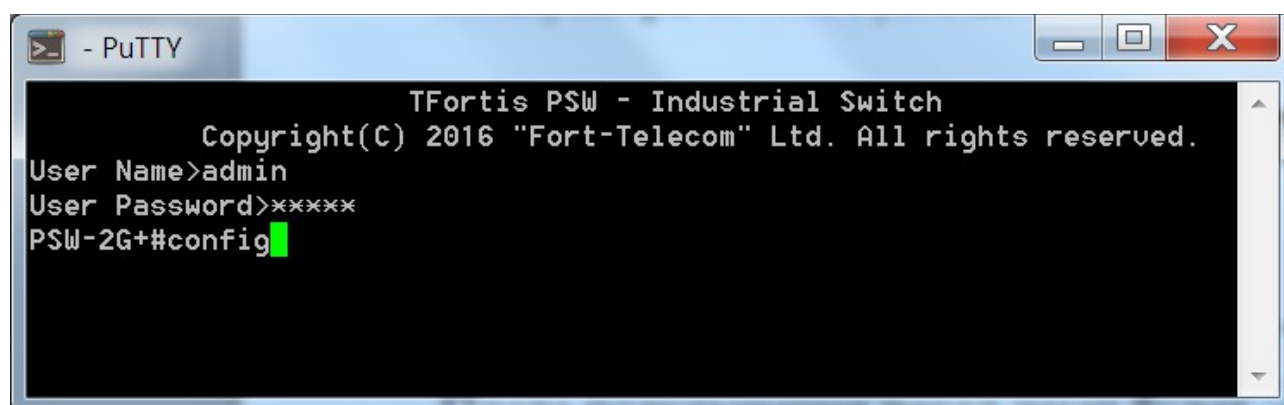 - PuTTY
TFortis PSW - Industrial Switch
Copyright(C) 2016 "Fort-Telecom" Ltd. All rights reserved.
User Name>admin
User Password>*****
PSW-2G+#config